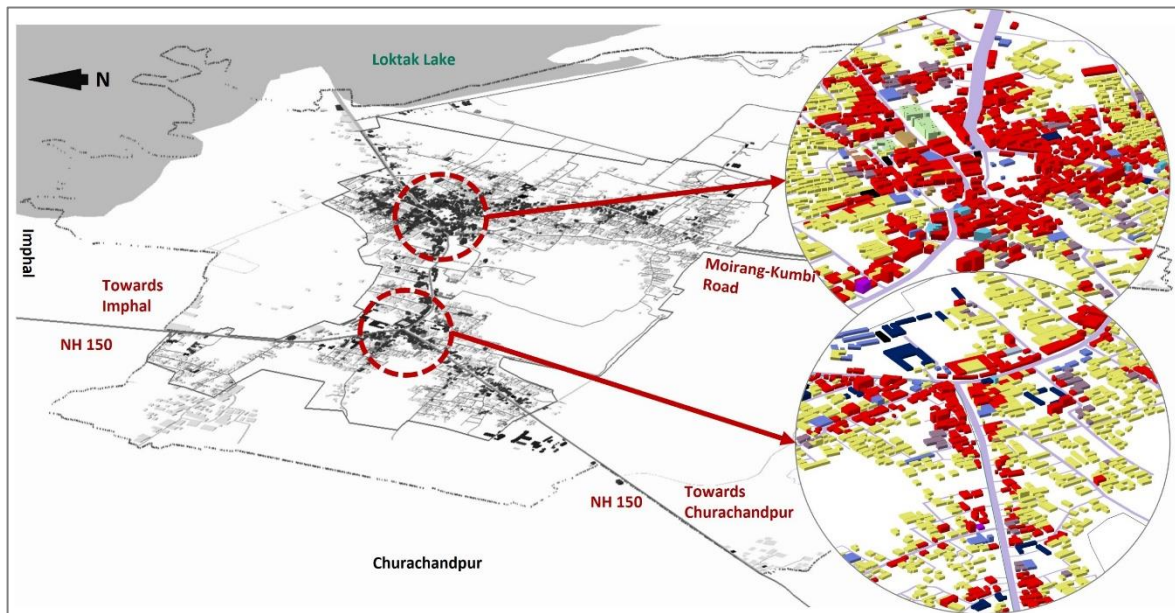 Loktak Lake
N
Imphal
Towards
Imphal
NH 150
Moirang-Kumbi
Road
NH 150
Towards
Churachandpur
Churachandpur